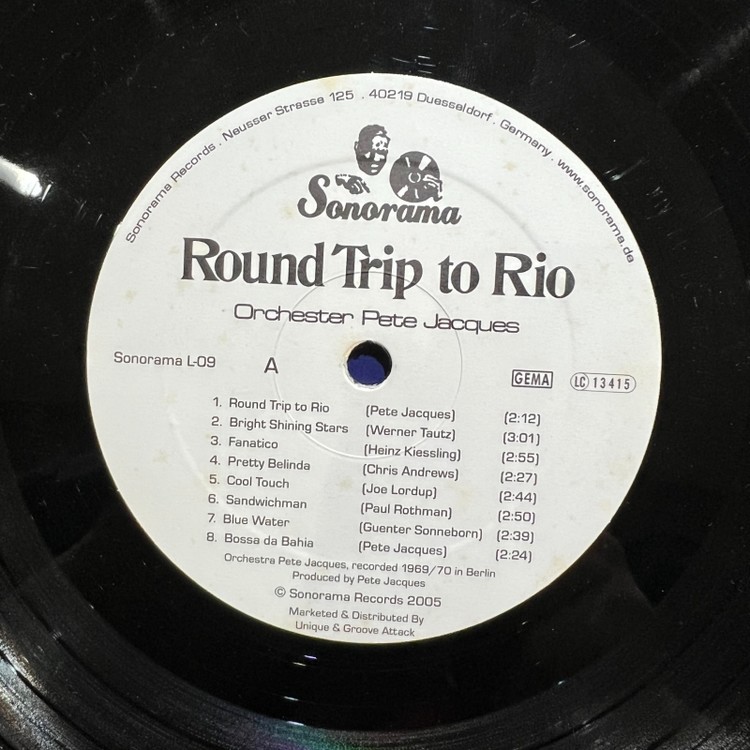 Sonorama Records . Neusser Strasse 125 . 40219 Duesseldorf . Germany . www.sonorama.de
Sonorama
Round Trip to Rio
Orchester Pete Jacques
Sonorama L-09 A GEMA LC 13415
1. Round Trip to Rio (Pete Jacques) (2:12)
2. Bright Shining Stars (Werner Tautz) (3:01)
3. Fanatico (Heinz Kiessling) (2:55)
4. Pretty Belinda (Chris Andrews) (2:27)
5. Cool Touch (Joe Lordup) (2:44)
6. Sandwichman (Paul Rothman) (2:50)
7. Blue Water (Guenter Sonneborn) (2:39)
8. Bossa da Bahia (Pete Jacques) (2:24)
Orchestra Pete Jacques, recorded 1969/70 in Berlin
Produced by Pete Jacques
© Sonorama Records 2005
Marketed & Distributed By
Unique & Groove Attack